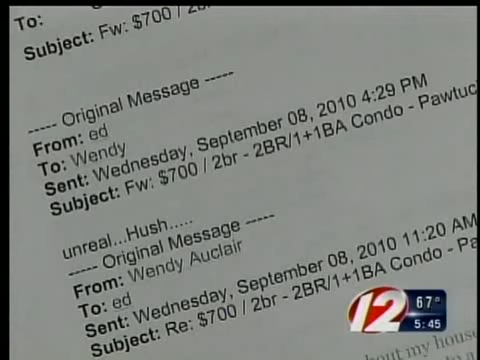 To:
Subject: Fw: $700 / 2br
----- Original Message -----
From: ed
To: Wendy
Sent: Wednesday, September 08, 2010 4:29 PM
Subject: Fw: $700 / 2br - 2BR/1+1BA Condo - Pawtuc
unreal...Hush.....
----- Original Message -----
From: Wendy Auclair
To: ed
Sent: Wednesday, September 08, 2010 11:20 AM
Subject: Re: $700 / 2br - 2BR/1+1BA Condo - Pa
my house
12
67°
5:45